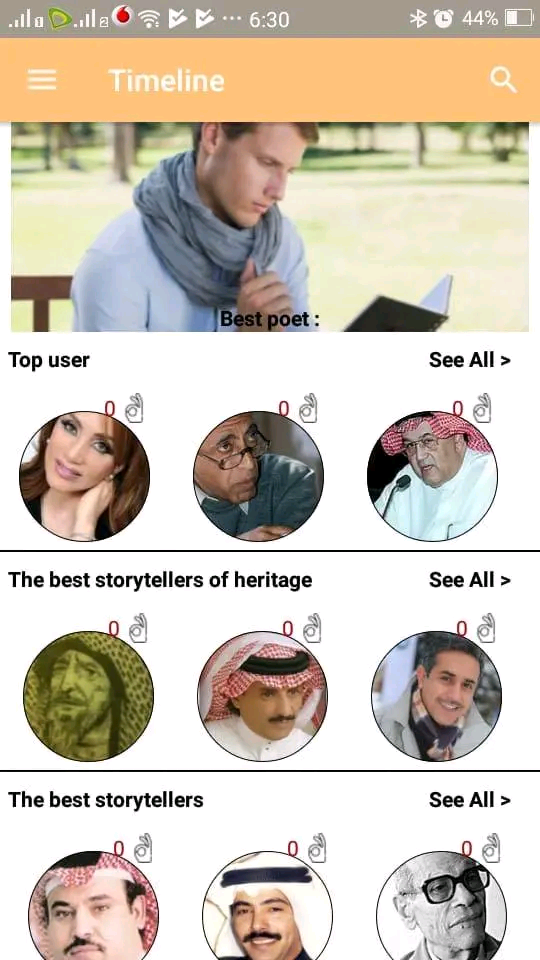 6:30
44%
Timeline
Best poet :
Top user
See All >
0
0
0
The best storytellers of heritage
See All >
0
0
0
The best storytellers
See All >
0
0
0